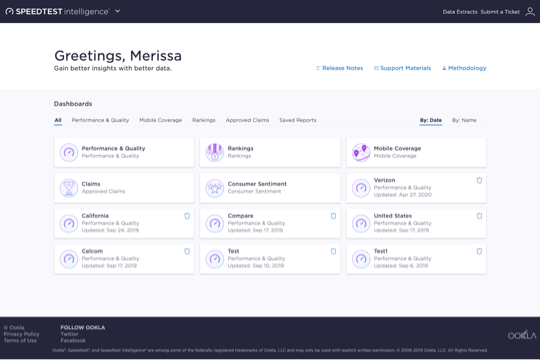 SPEEDTEST intelligence®
Data Extracts Submit a Ticket
Greetings, Merissa
Gain better insights with better data.
Release Notes Support Materials Methodology
Dashboards
All Performance & Quality Mobile Coverage Rankings Approved Claims Saved Reports By: Date By: Name
Performance & Quality
Performance & Quality
Rankings
Rankings
Mobile Coverage
Mobile Coverage
Claims
Approved Claims
Consumer Sentiment
Consumer Sentiment
Verizon
Performance & Quality
Updated: Apr 27, 2020
California
Performance & Quality
Updated: Sep 24, 2019
Compare
Performance & Quality
Updated: Sep 17, 2019
United States
Performance & Quality
Updated: Sep 17, 2019
Celcom
Performance & Quality
Updated: Sep 17, 2019
Test
Performance & Quality
Updated: Sep 10, 2019
Test1
Performance & Quality
Updated: Sep 6, 2019
© Ookla
Privacy Policy
Terms of Use
FOLLOW OOKLA
Twitter
Facebook
OOKLA
Ookla®, Speedtest®, and Speedtest Intelligence® are among some of the federally registered trademarks of Ookla, LLC and may only be used with explicit written permission. © 2006-2019 Ookla, LLC. All Rights Reserved.